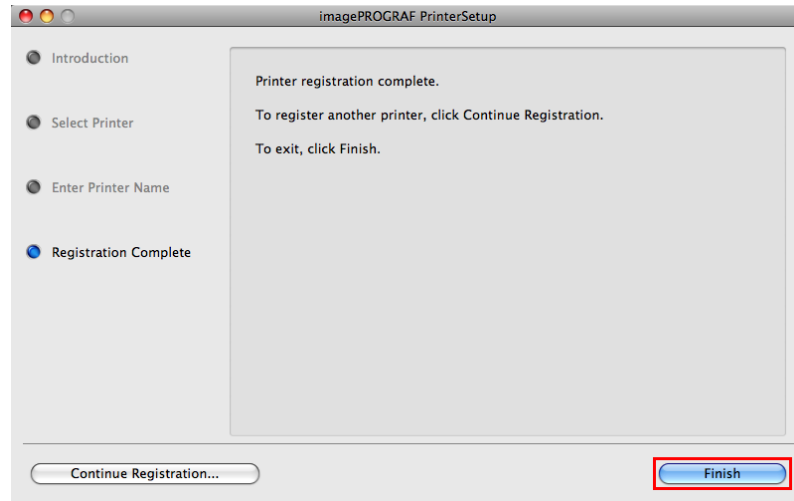 imagePROGRAF PrinterSetup
Introduction
Select Printer
Enter Printer Name
Registration Complete
Printer registration complete.
To register another printer, click Continue Registration.
To exit, click Finish.
Continue Registration...
Finish